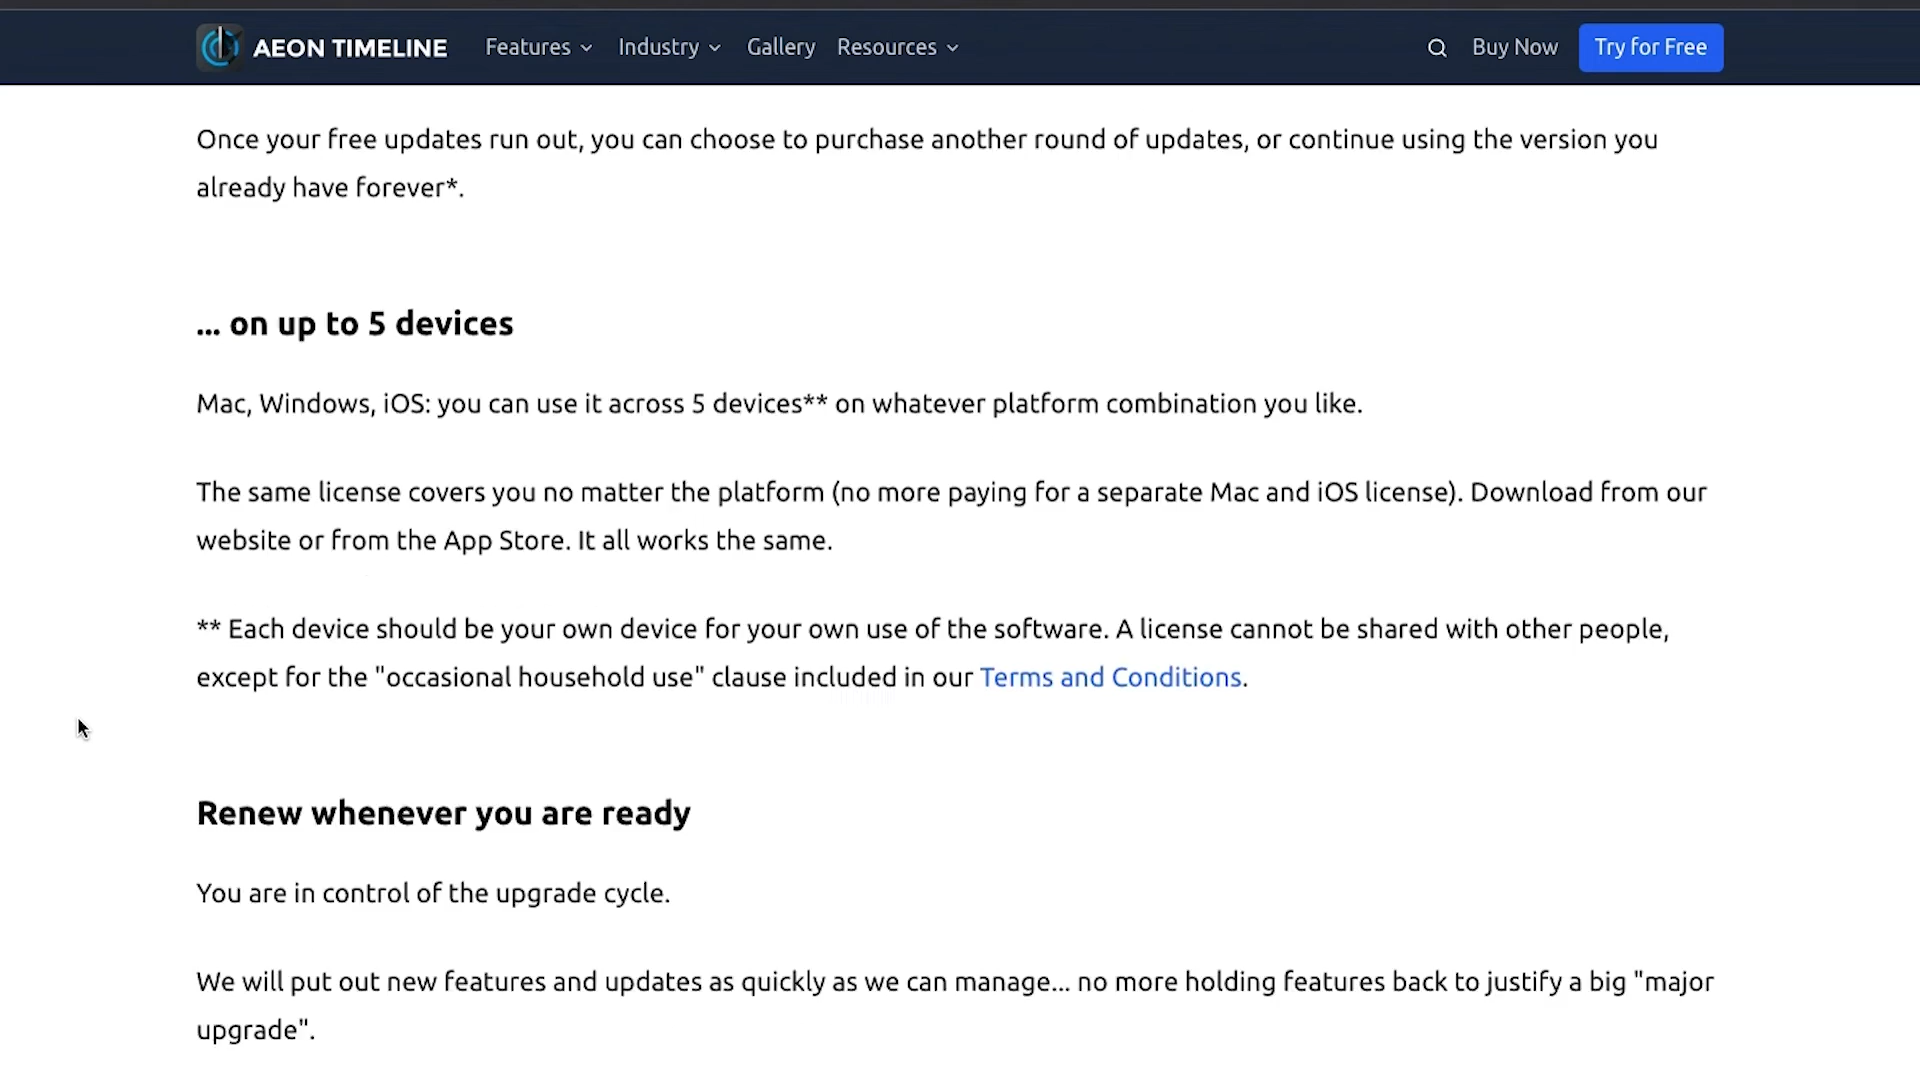 AEON TIMELINE Features Industry Gallery Resources Buy Now Try for Free
Once your free updates run out, you can choose to purchase another round of updates, or continue using the version you
already have forever*.
... on up to 5 devices
Mac, Windows, iOS: you can use it across 5 devices** on whatever platform combination you like.
The same license covers you no matter the platform (no more paying for a separate Mac and iOS license). Download from our
website or from the App Store. It all works the same.
** Each device should be your own device for your own use of the software. A license cannot be shared with other people,
except for the "occasional household use" clause included in our Terms and Conditions.
Renew whenever you are ready
You are in control of the upgrade cycle.
We will put out new features and updates as quickly as we can manage... no more holding features back to justify a big "major
upgrade".